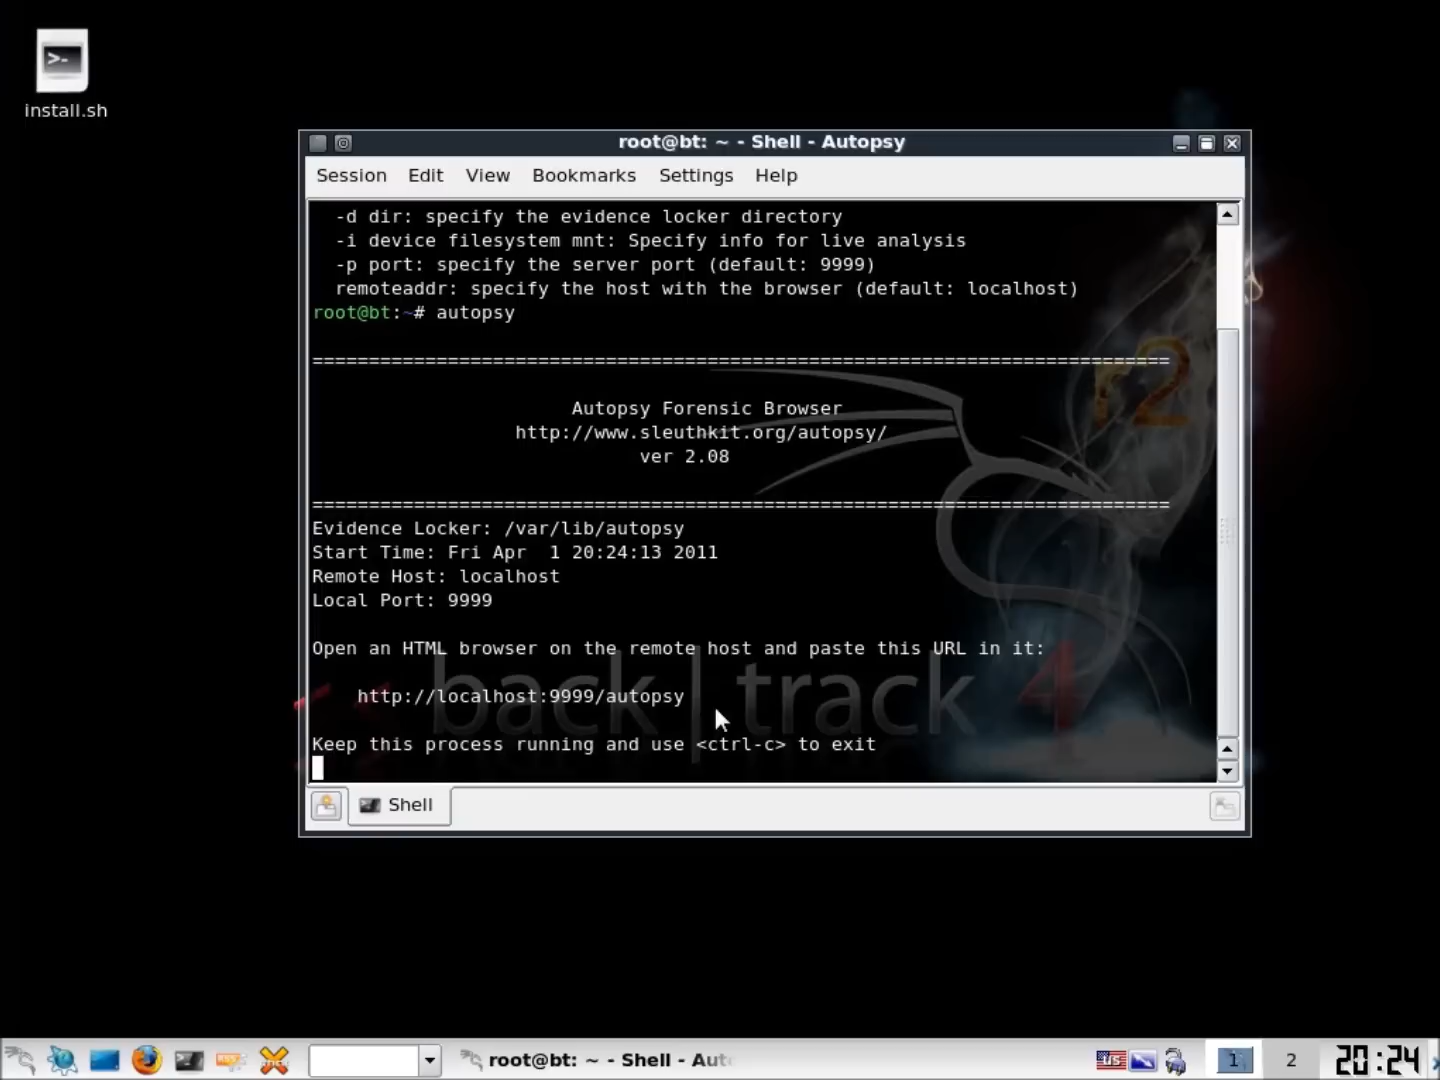 install.sh
root@bt: ~ - Shell - Autopsy
Session Edit View Bookmarks Settings Help
-d dir: specify the evidence locker directory
-i device filesystem mnt: Specify info for live analysis
-p port: specify the server port (default: 9999)
remoteaddr: specify the host with the browser (default: localhost)
root@bt:~# autopsy
==============================================================================
r2
Autopsy Forensic Browser
http://www.sleuthkit.org/autopsy/
ver 2.08
==============================================================================
Evidence Locker: /var/lib/autopsy
Start Time: Fri Apr  1 20:24:13 2011
Remote Host: localhost
Local Port: 9999
Open an HTML browser on the remote host and paste this URL in it:
http://localhost:9999/autopsy
back|track 4
Keep this process running and use <ctrl-c> to exit
Shell
root@bt: ~ - Shell - Aut
US
1 2 20:24